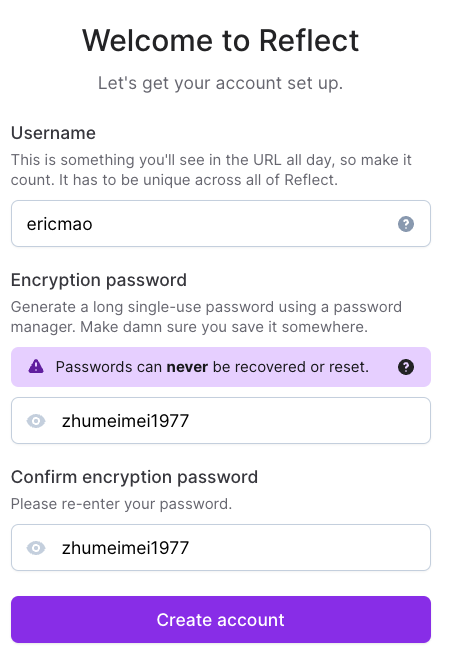 Welcome to Reflect
Let's get your account set up.
Username
This is something you'll see in the URL all day, so make it
count. It has to be unique across all of Reflect.
ericmao
?
Encryption password
Generate a long single-use password using a password
manager. Make damn sure you save it somewhere.
Passwords can never be recovered or reset.
?
zhumeimei1977
Confirm encryption password
Please re-enter your password.
zhumeimei1977
Create account